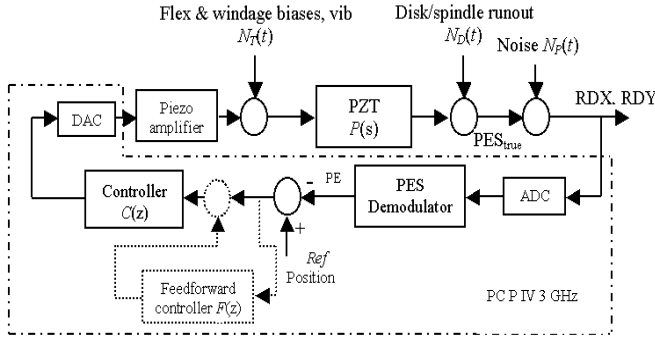 Flex & windage biases, vib
N_T(t)
Disk/spindle runout
N_D(t)
Noise N_P(t)
RDX, RDY
DAC
Piezo
amplifier
PZT
P(s)
PES_true
Controller
C(z)
-
PE
PES
Demodulator
ADC
+
Ref
Position
Feedforward
controller F(z)
PC P IV 3 GHz